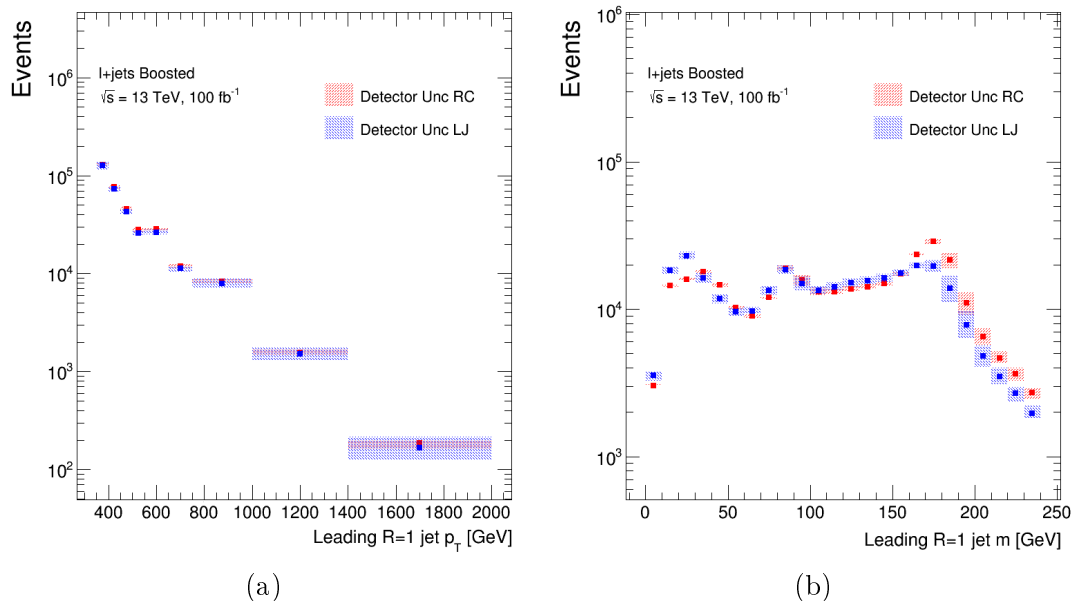 Events
10⁶
10⁵
10⁴
10³
10²
l+jets Boosted
√s = 13 TeV, 100 fb⁻¹
Detector Unc RC
Detector Unc LJ
400 600 800 1000 1200 1400 1600 1800 2000
Leading R=1 jet p_T [GeV]
(a)
Events
10⁶
10⁵
10⁴
10³
l+jets Boosted
√s = 13 TeV, 100 fb⁻¹
Detector Unc RC
Detector Unc LJ
0 50 100 150 200 250
Leading R=1 jet m [GeV]
(b)